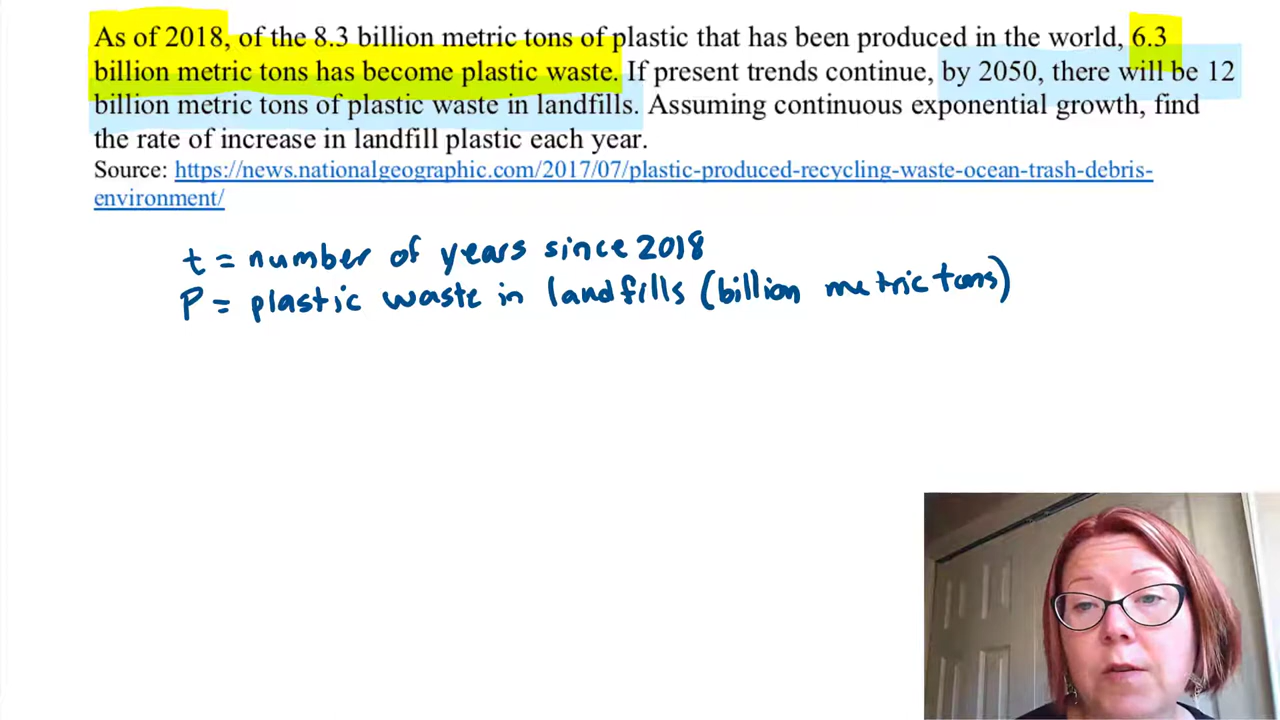 As of 2018, of the 8.3 billion metric tons of plastic that has been produced in the world, 6.3
billion metric tons has become plastic waste. If present trends continue, by 2050, there will be 12
billion metric tons of plastic waste in landfills. Assuming continuous exponential growth, find
the rate of increase in landfill plastic each year.
Source: https://news.nationalgeographic.com/2017/07/plastic-produced-recycling-waste-ocean-trash-debris-
environment/
t = number of years since 2018
P = plastic waste in landfills (billion metric tons)